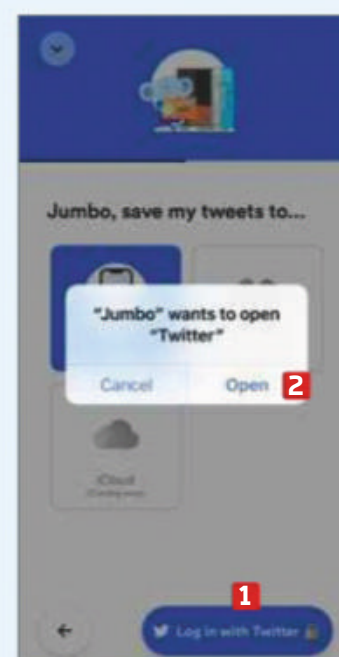 Jumbo, save my tweets to...
"Jumbo" wants to open
"Twitter"
Cancel
Open
2
iCloud
1
Log in with Twitter